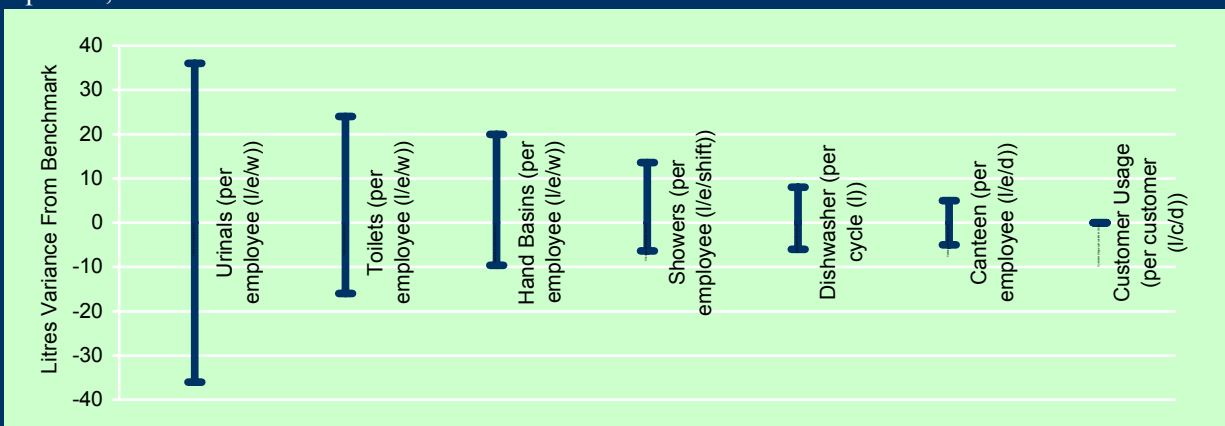 Litres Variance From Benchmark
40
30
20
10
0
-10
-20
-30
-40
Urinals (per
employee (l/e/w))
Toilets (per
employee (l/e/w))
Hand Basins (per
employee (l/e/w))
Showers (per
employee (l/e/shift))
Dishwasher (per
cycle (l))
Canteen (per
employee (l/e/d))
Customer Usage
(per customer
(l/c/d))